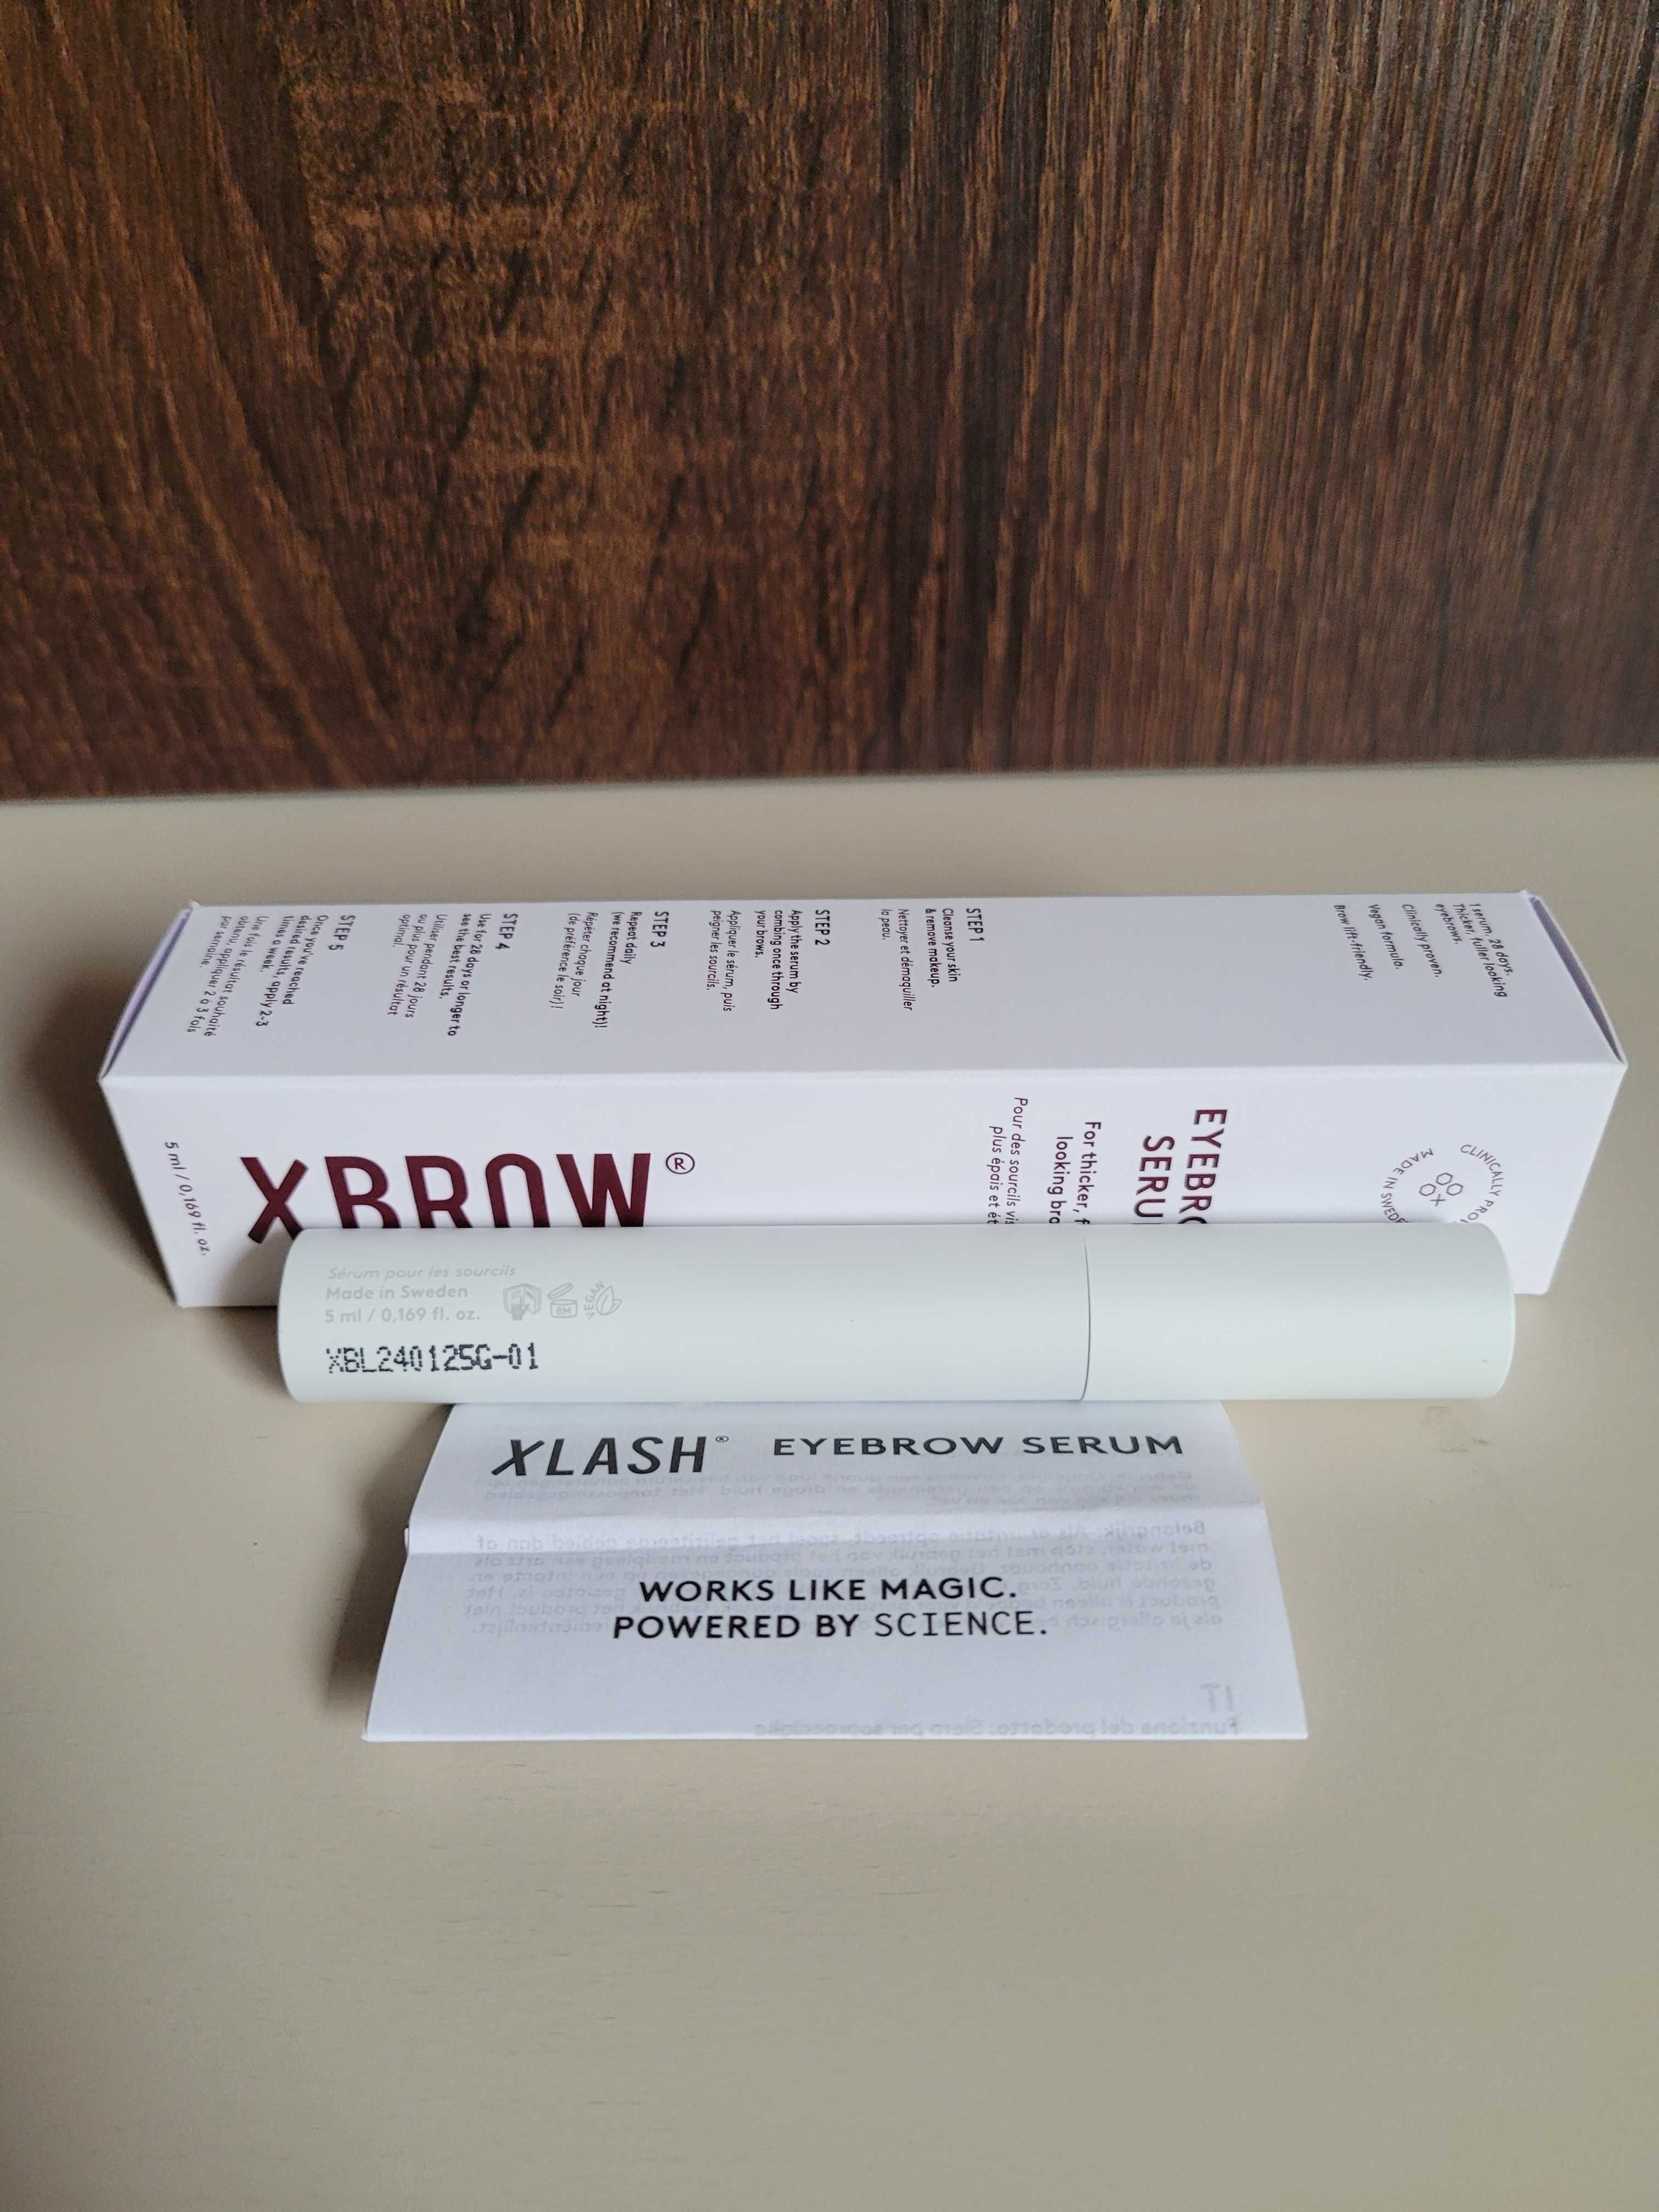 1 serum. 28 days.
Thicker, fuller looking
eyebrows.
Clinically proven.
Vegan formula.
Brow lift-friendly.
STEP 1
Cleanse your skin
& remove makeup.
Nettoyer et démaquiller
la peau.
STEP 2
Apply the serum by
combing once through
your brows.
Appliquer le sérum, puis
peigner les sourcils.
STEP 3
Repeat daily
(we recommend at night)!
Répéter chaque jour
(de préférence le soir)!
STEP 4
Use for 28 days or longer to
see the best results.
Utiliser pendant 28 jours
ou plus pour un résultat
optimal.
STEP 5
Once you've reached
desired results, apply 2-3
times a week.
Une fois le résultat souhaité
obtenu, appliquer 2 à 3 fois
par semaine.
CLINICALLY PROV
MADE IN SWEDE
EYEBRO
SERU
For thicker, f
looking bro
Pour des sourcils vis
plus épais et ét
XBROW®
5 ml / 0,169 fl. oz.
Sérum pour les sourcils
Made in Sweden
5 ml / 0,169 fl. oz.
6M
VEGAN
XBL240125G-01
XLASH® EYEBROW SERUM
WORKS LIKE MAGIC.
POWERED BY SCIENCE.
IT
Funzione del prodotto: Siero per sopracciglia